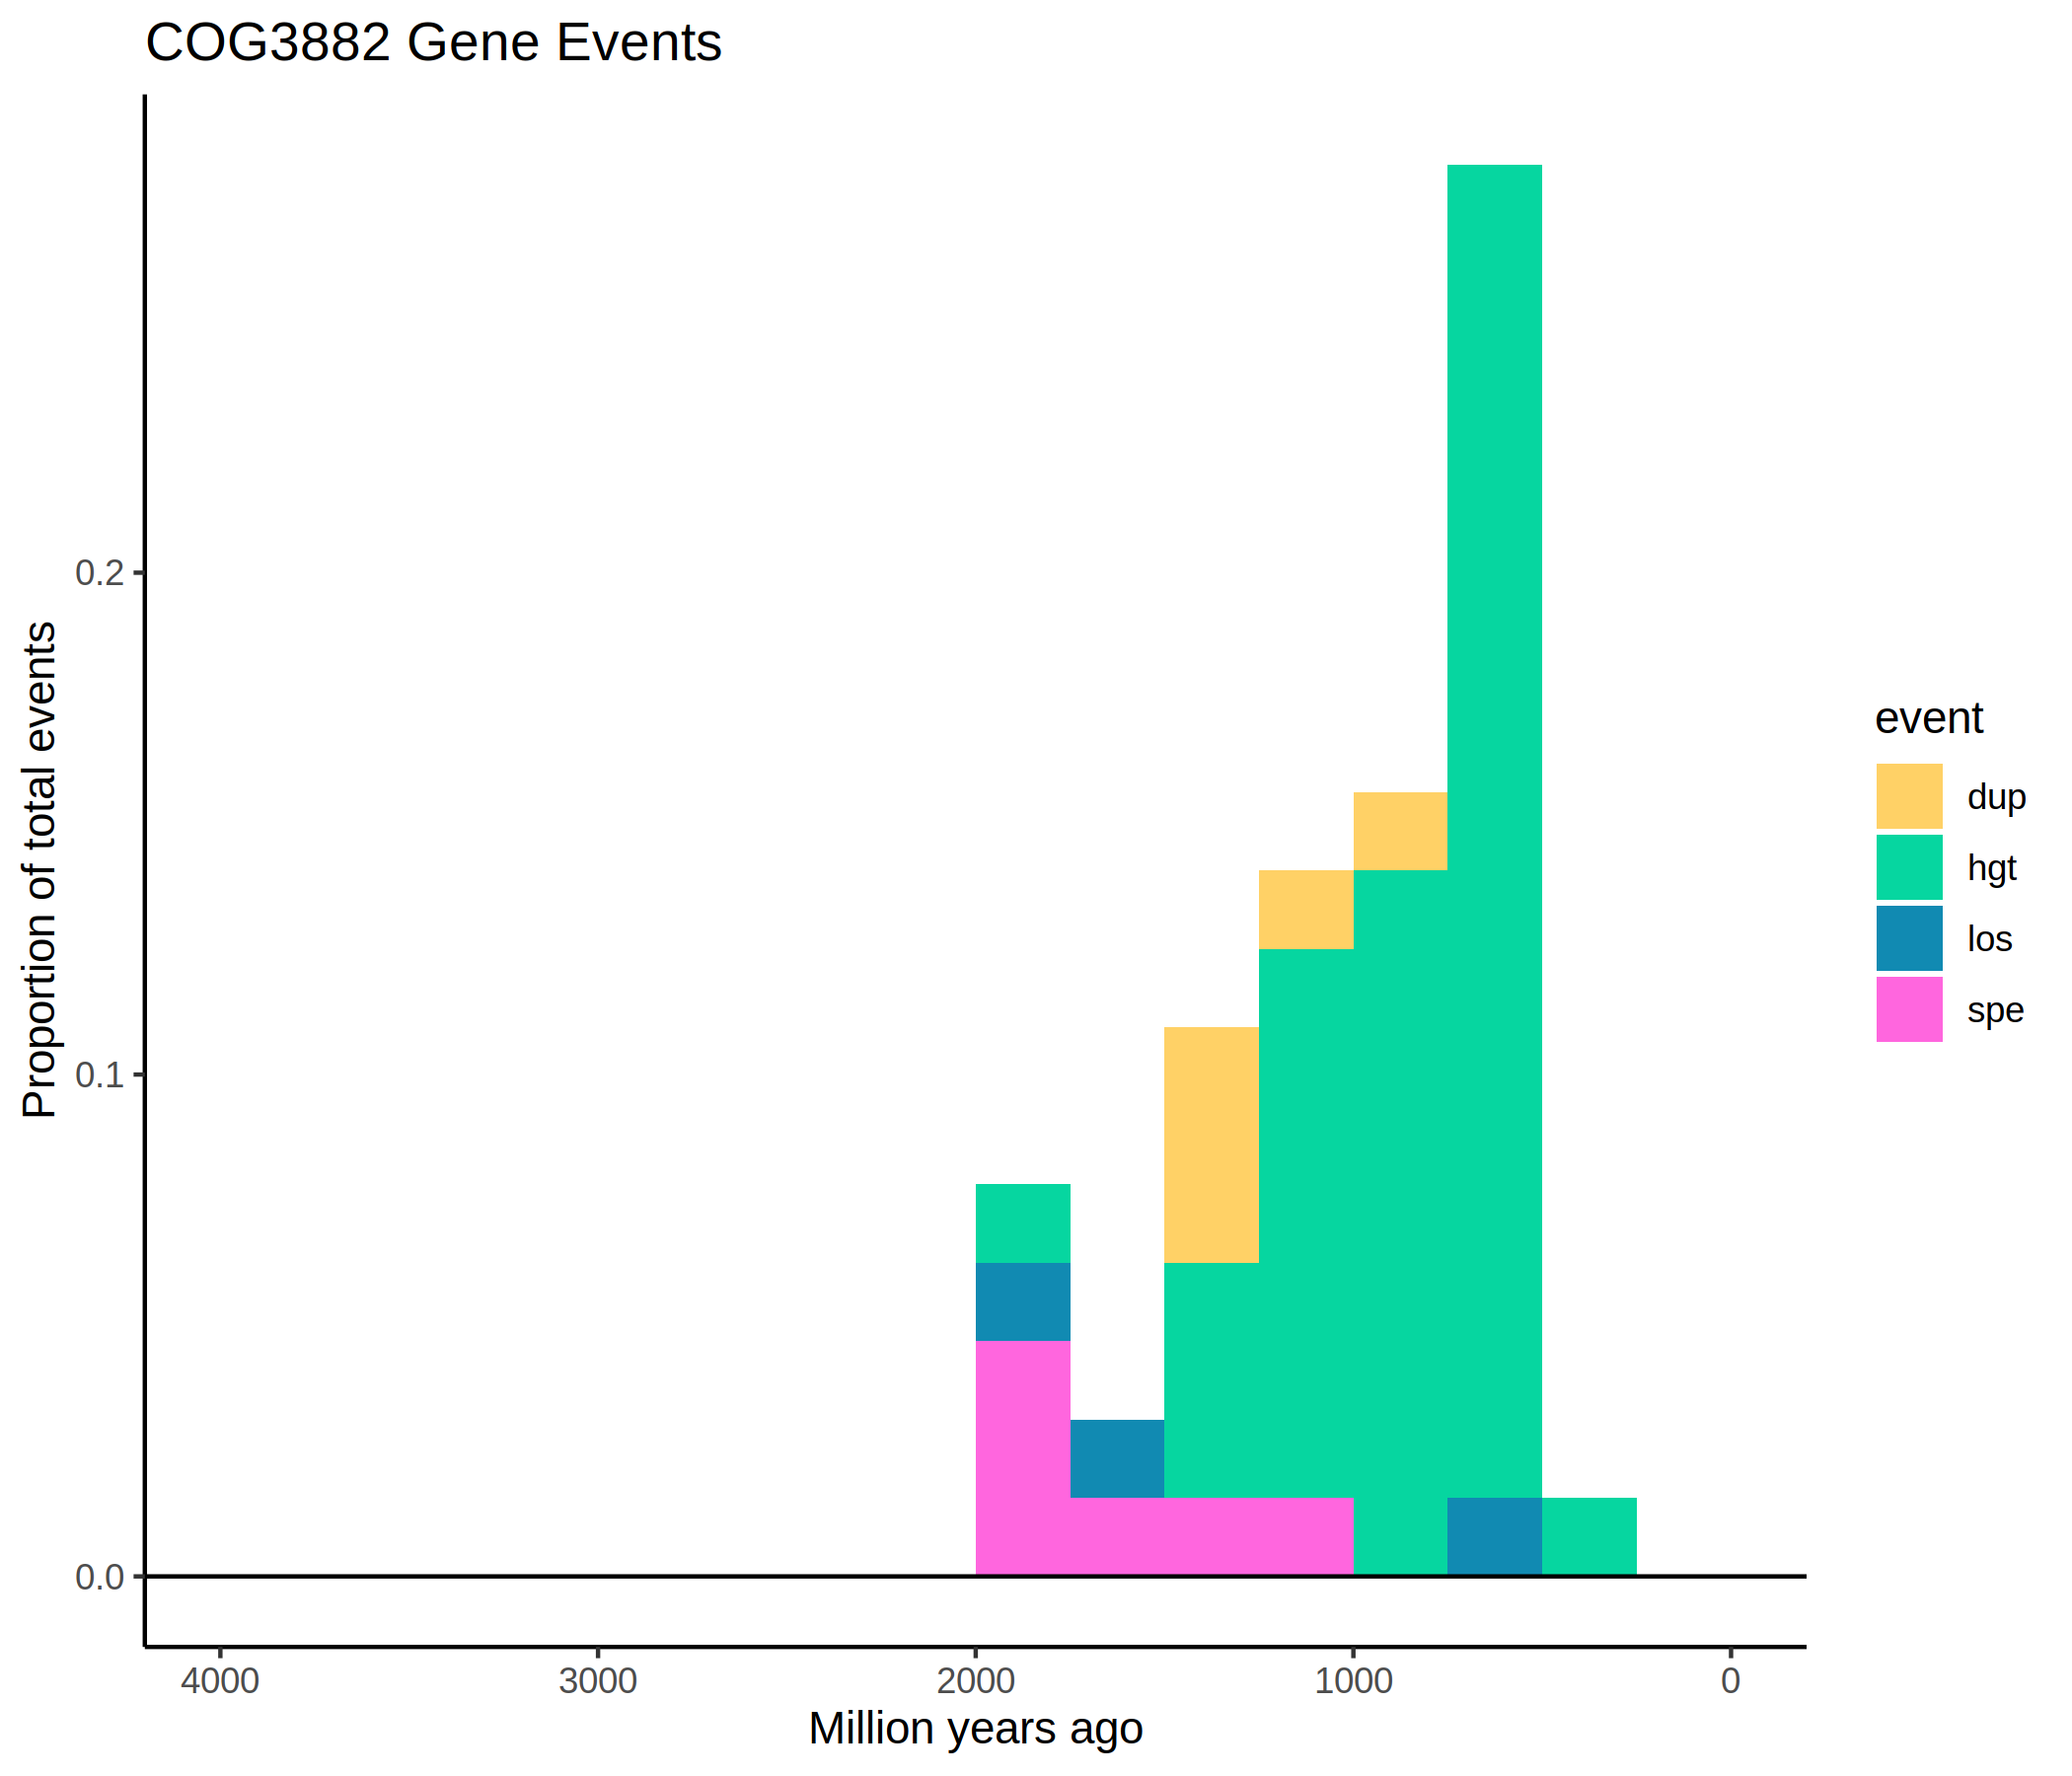 COG3882 Gene Events
Proportion of total events
0.2
0.1
0.0
4000 3000 2000 1000 0
Million years ago
event
dup
hgt
los
spe